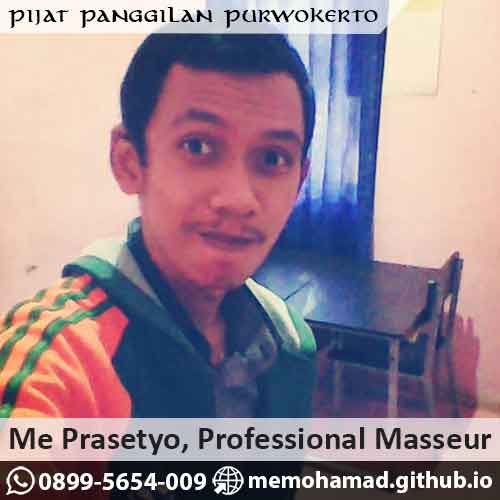 PIJAT PANGGILAN PURWOKERTO
Me Prasetyo, Professional Masseur
0899-5654-009 memohamad.github.io